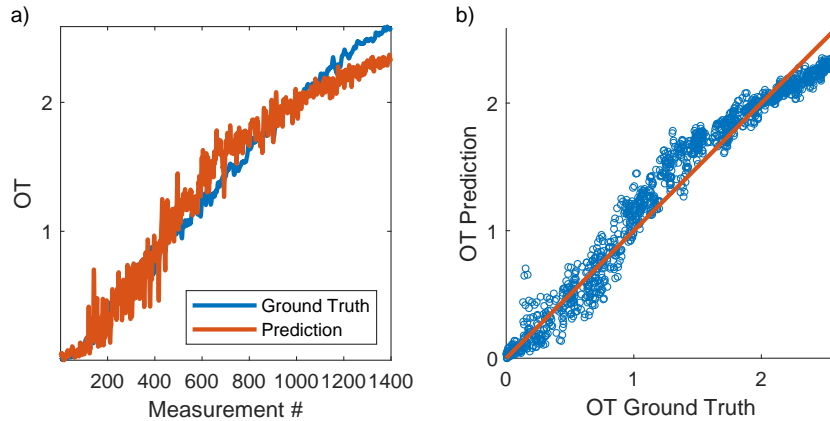 a)
OT
2
1
200 400 600 800 1000 1200 1400
Measurement #
Ground Truth
Prediction
b)
OT Prediction
2
1
0
0 1 2
OT Ground Truth